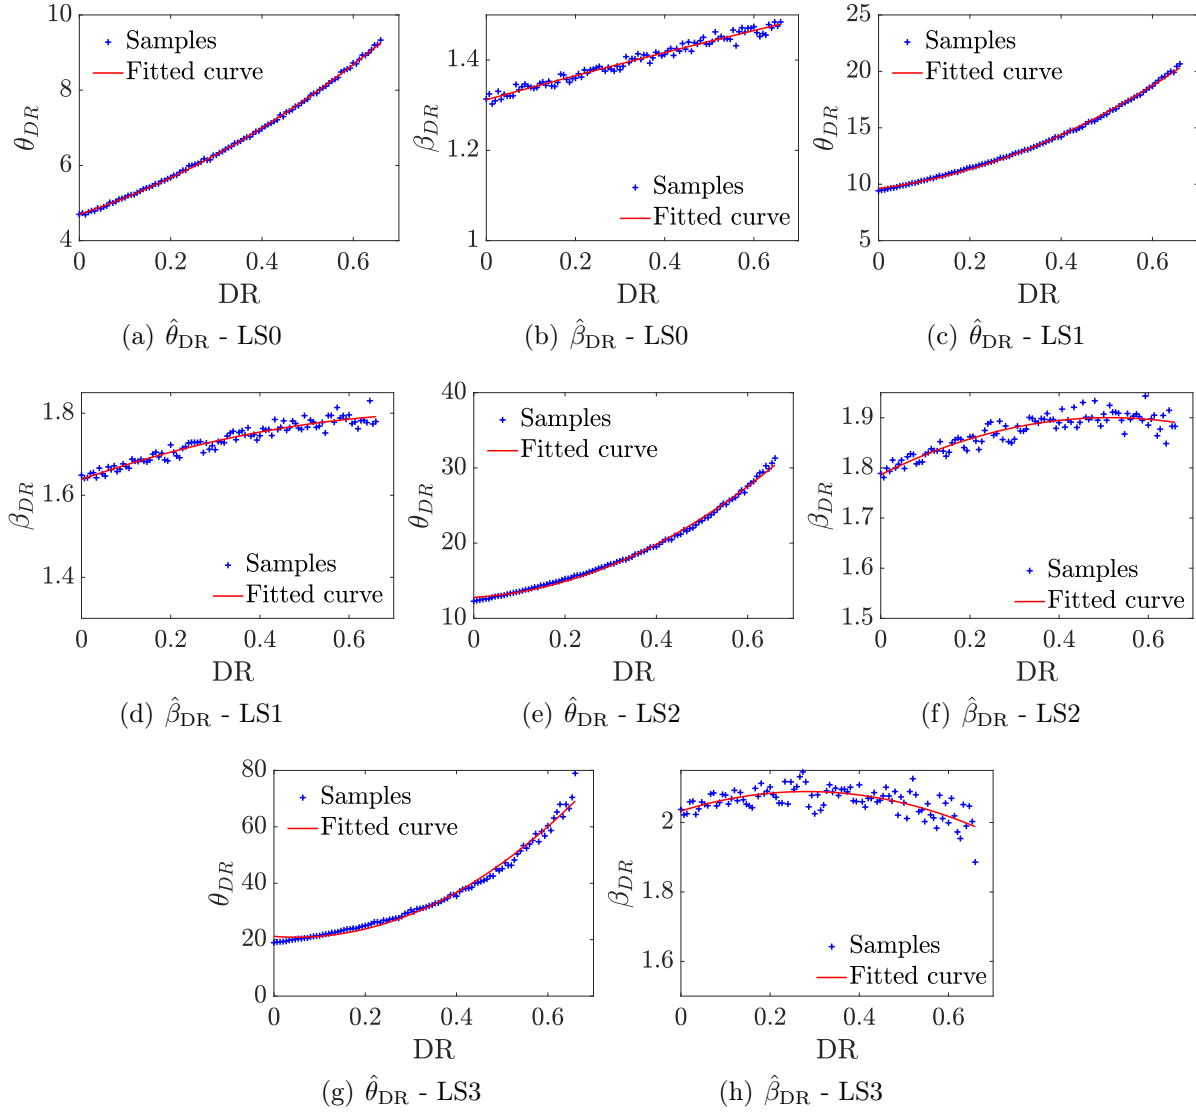 10
8
6
4
θ_DR
Samples
Fitted curve
0 0.2 0.4 0.6
DR
(a) θ̂_DR - LS0
1.4
1.2
1
β_DR
Samples
Fitted curve
0 0.2 0.4 0.6
DR
(b) β̂_DR - LS0
25
20
15
10
5
θ_DR
Samples
Fitted curve
0 0.2 0.4 0.6
DR
(c) θ̂_DR - LS1
1.8
1.6
1.4
β_DR
Samples
Fitted curve
0 0.2 0.4 0.6
DR
(d) β̂_DR - LS1
40
30
20
10
θ_DR
Samples
Fitted curve
0 0.2 0.4 0.6
DR
(e) θ̂_DR - LS2
1.9
1.8
1.7
1.6
1.5
β_DR
Samples
Fitted curve
0 0.2 0.4 0.6
DR
(f) β̂_DR - LS2
80
60
40
20
0
θ_DR
Samples
Fitted curve
0 0.2 0.4 0.6
DR
(g) θ̂_DR - LS3
2
1.8
1.6
β_DR
Samples
Fitted curve
0 0.2 0.4 0.6
DR
(h) β̂_DR - LS3